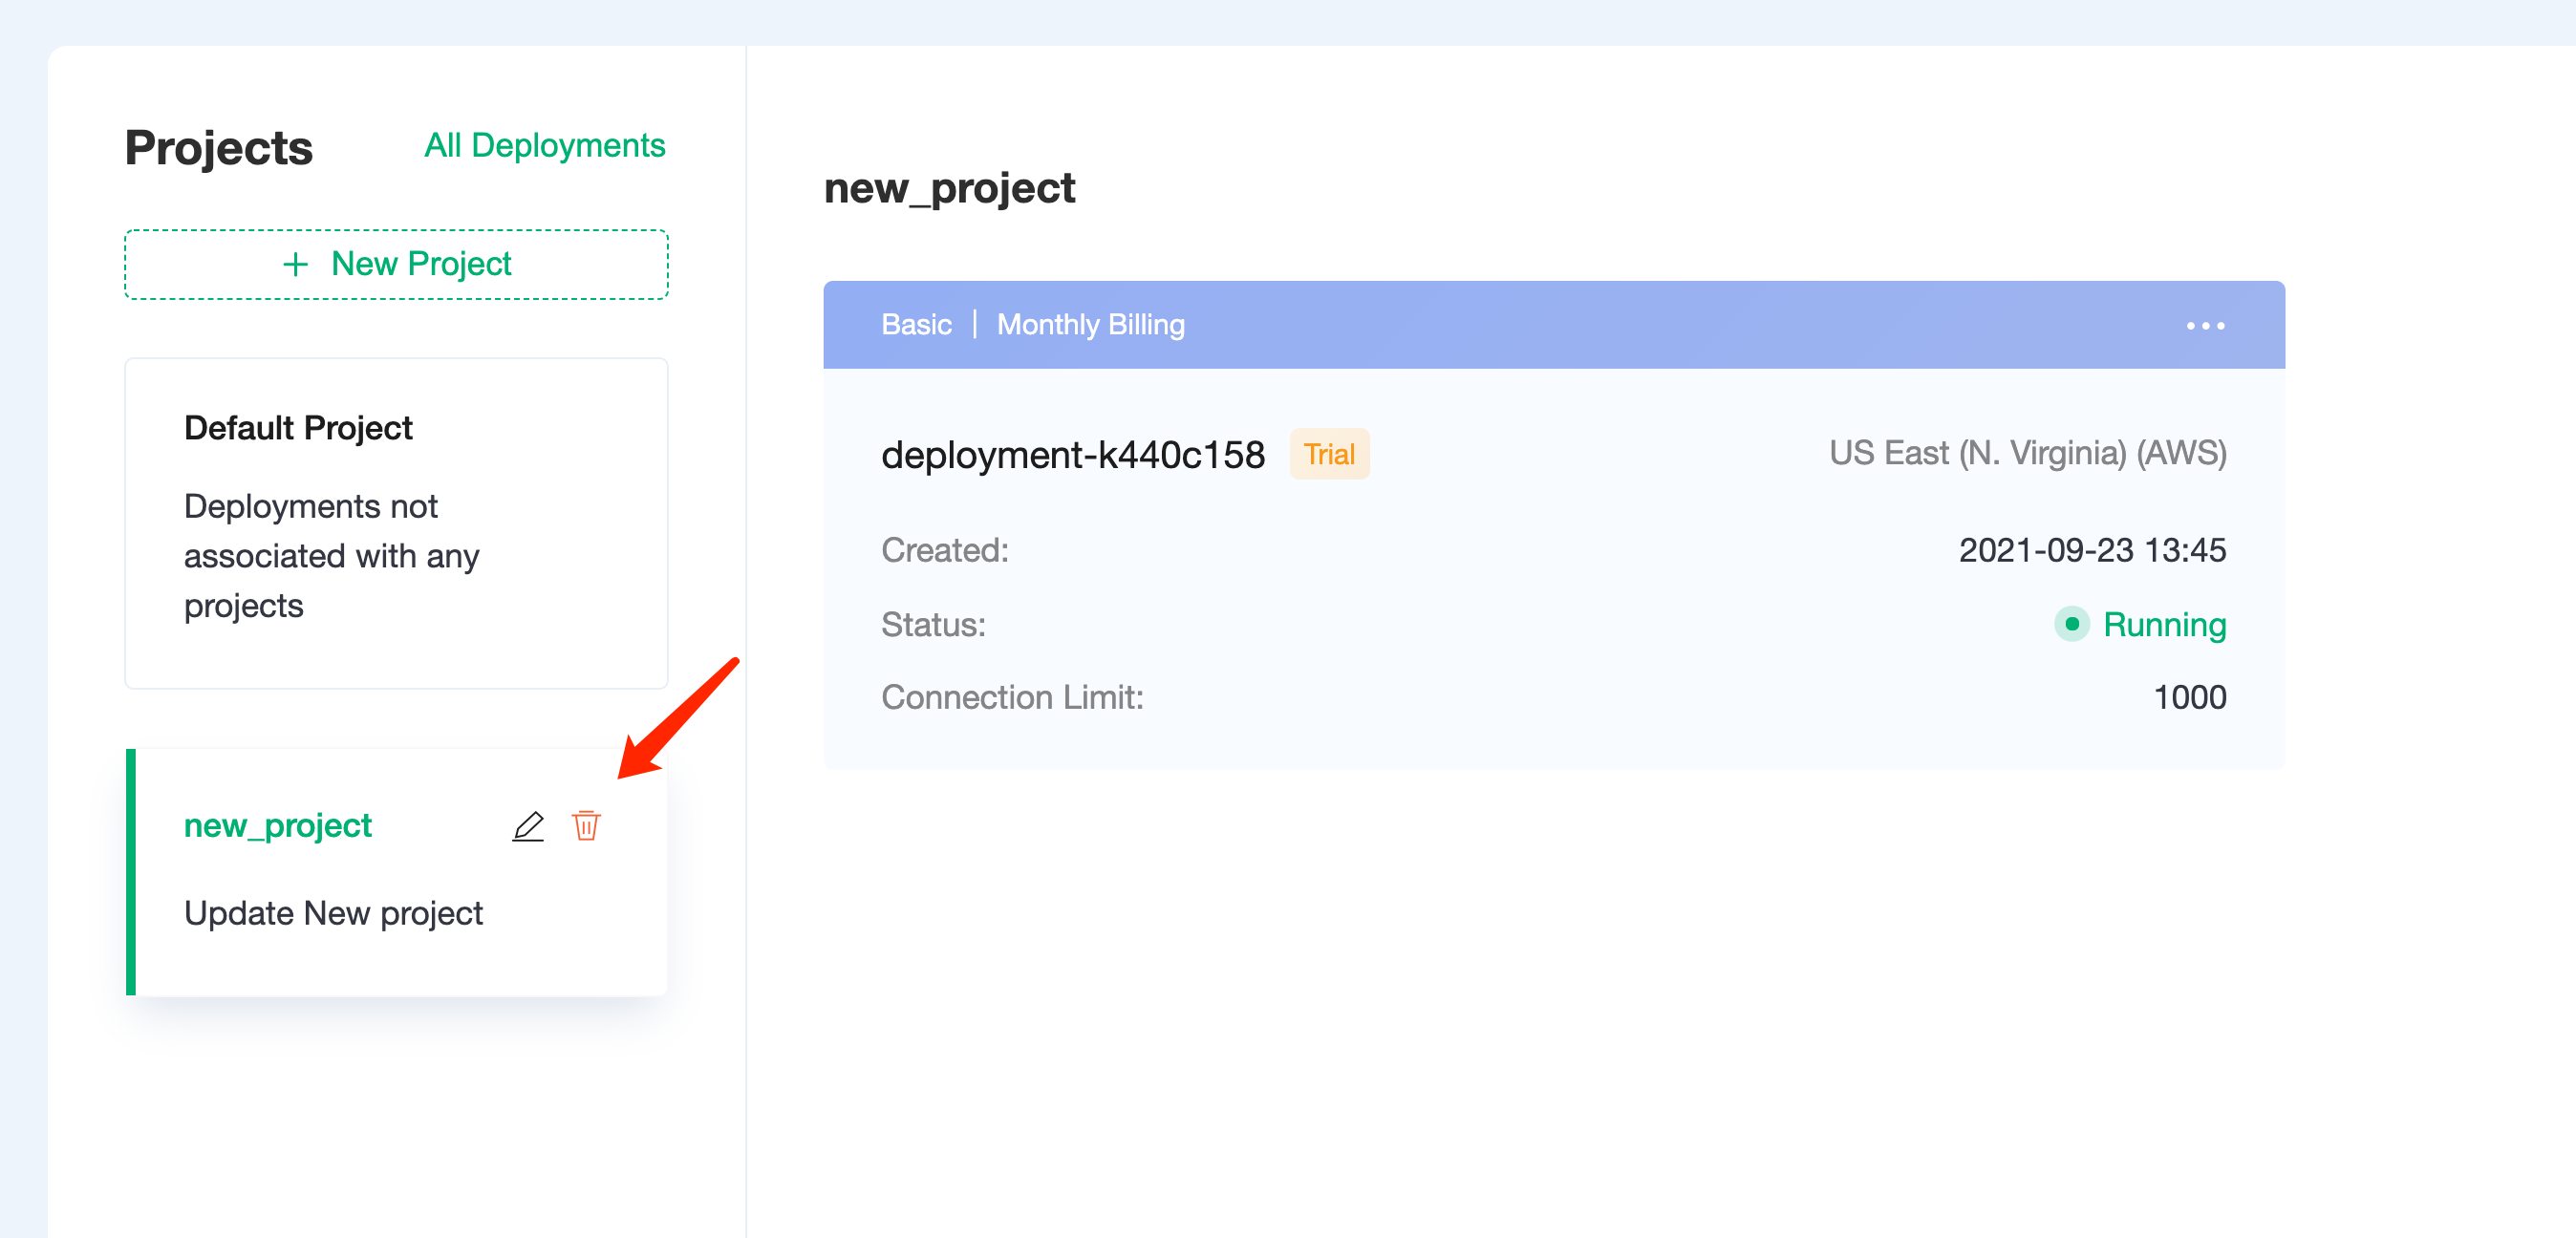 Projects
All Deployments
+ New Project
Default Project
Deployments not
associated with any
projects
new_project
Update New project
new_project
Basic | Monthly Billing
deployment-k440c158 Trial
US East (N. Virginia) (AWS)
Created: 2021-09-23 13:45
Status: Running
Connection Limit: 1000